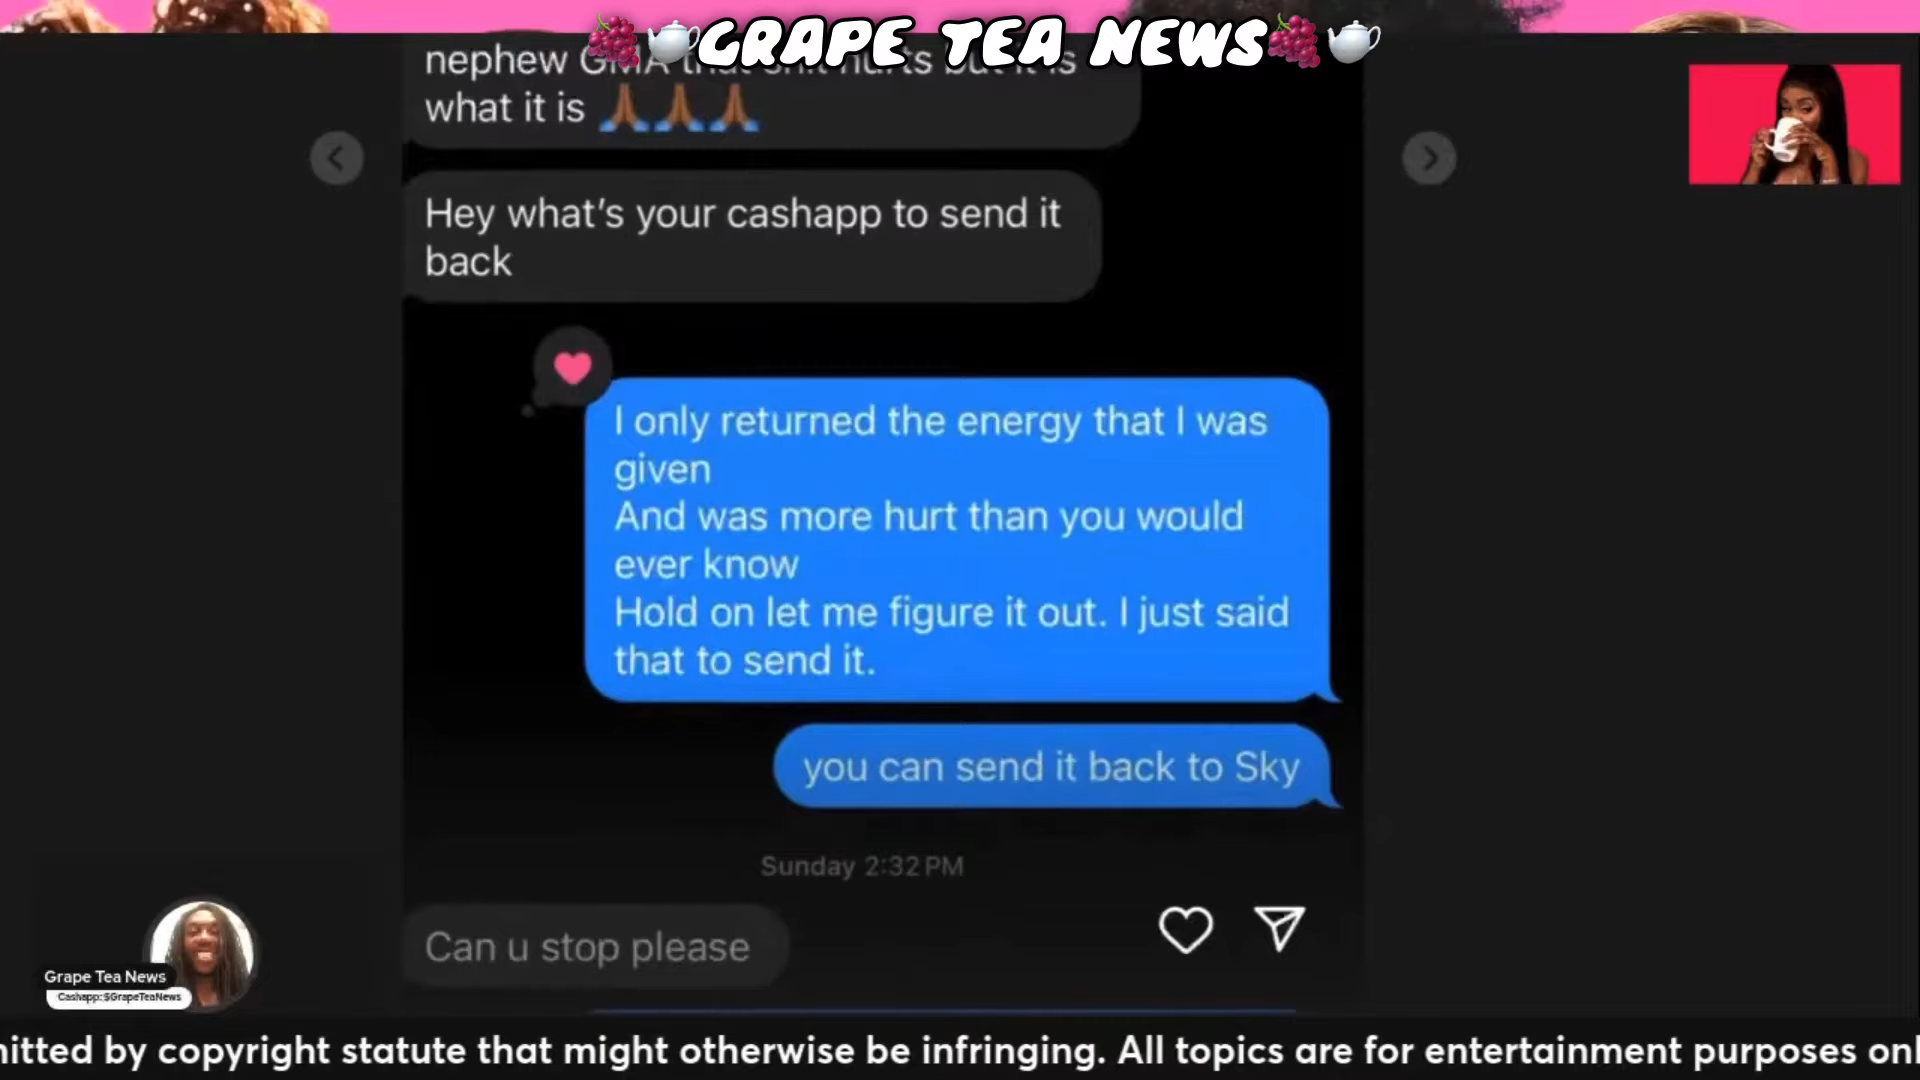 GRAPE TEA NEWS
nephew GMA that shit hurts but it is
what it is
Hey what's your cashapp to send it
back
I only returned the energy that I was
given
And was more hurt than you would
ever know
Hold on let me figure it out. I just said
that to send it.
you can send it back to Sky
Sunday 2:32 PM
Can u stop please
Grape Tea News
Cashapp:$GrapeTeaNews
mitted by copyright statute that might otherwise be infringing. All topics are for entertainment purposes onl